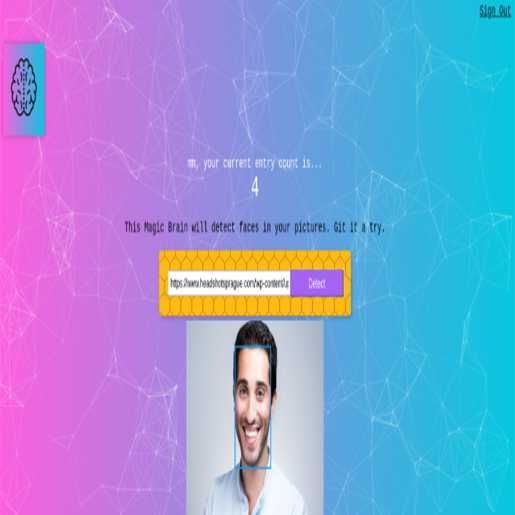 Sign Out
mm, your current entry count is...
4
This Magic Brain will detect faces in your pictures. Git it a try.
https://www.headshotsprague.com/wp-content/u
Detect